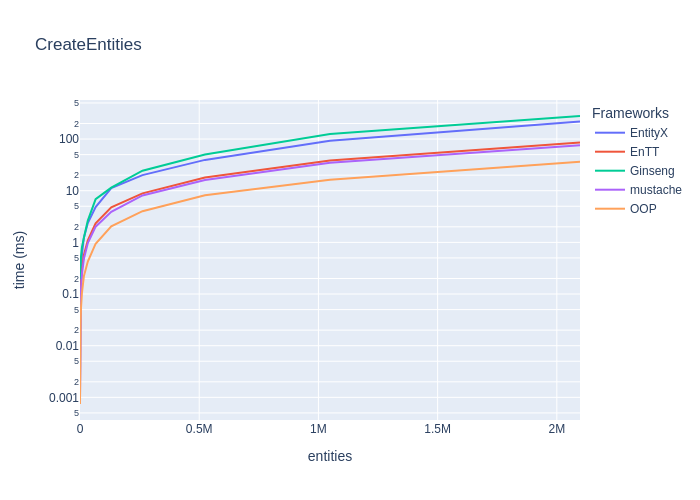 CreateEntities
5
2
100
5
2
10
5
2
1
5
2
0.1
5
2
0.01
5
2
0.001
5
time (ms)
0 0.5M 1M 1.5M 2M
entities
Frameworks
EntityX
EnTT
Ginseng
mustache
OOP